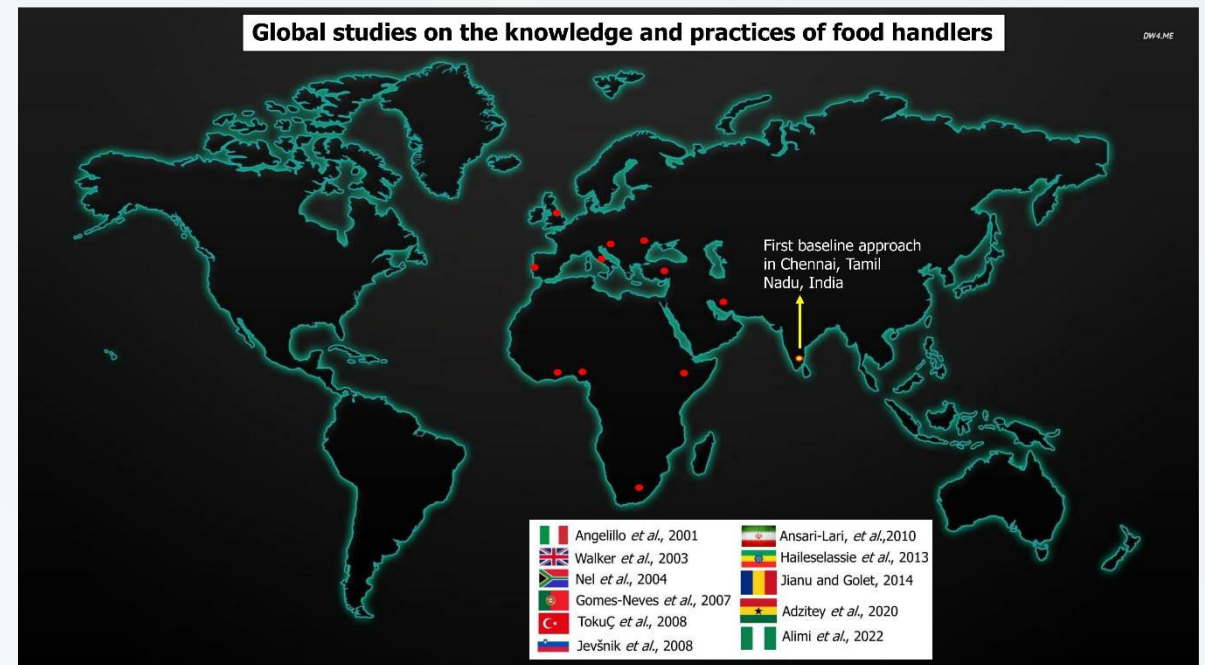 Global studies on the knowledge and practices of food handlers
DW4.ME
First baseline approach
in Chennai, Tamil
Nadu, India
Angelillo et al., 2001
Walker et al., 2003
Nel et al., 2004
Gomes-Neves et al., 2007
TokuÇ et al., 2008
Jevšnik et al., 2008
Ansari-Lari, et al.,2010
Haileselassie et al., 2013
Jianu and Golet, 2014
Adzitey et al., 2020
Alimi et al., 2022